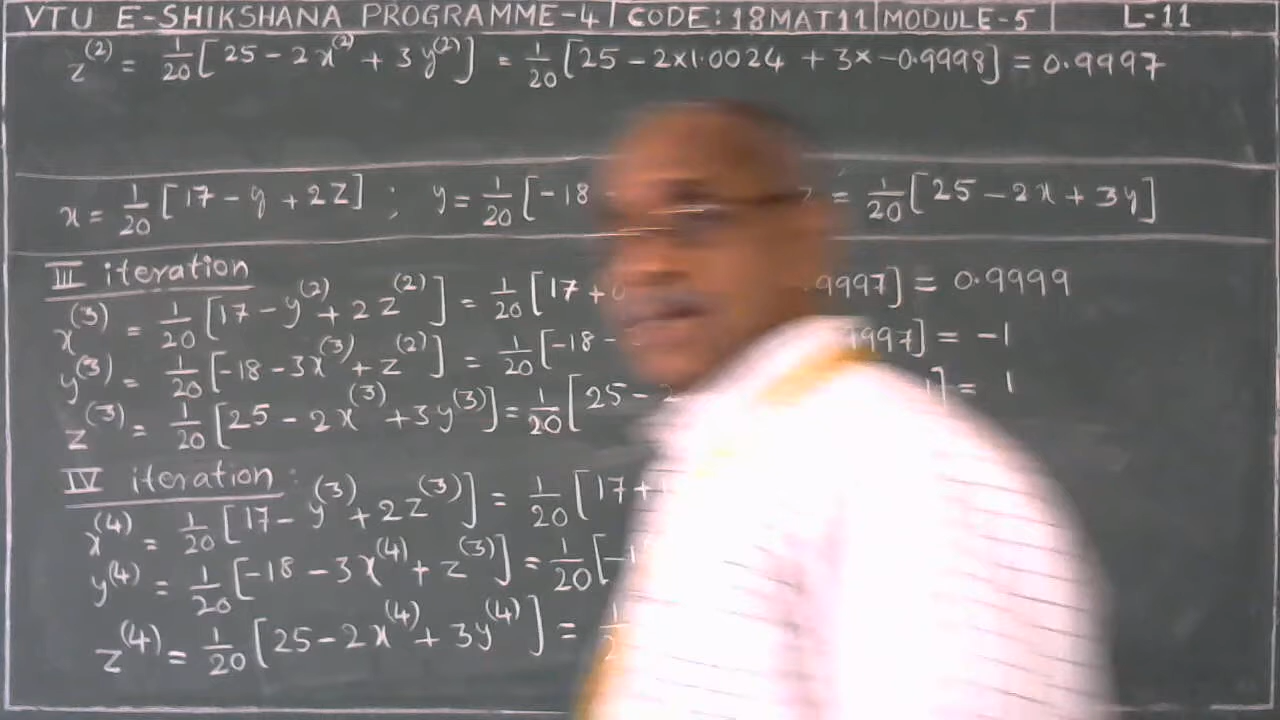 VTU E-SHIKSHANA PROGRAMME-4 | CODE: 18MAT11 | MODULE-5 | L-11
z^(2) = 1/20 [25 - 2x^(2) + 3y^(2)] = 1/20 [25 - 2×1.0024 + 3×-0.9998] = 0.9997
x = 1/20 [17 - y + 2z] ; y = 1/20 [-18 - z = 1/20 [25 - 2x + 3y]
III iteration
x^(3) = 1/20 [17 - y^(2) + 2z^(2)] = 1/20 [17 + 0 .9997] = 0.9999
y^(3) = 1/20 [-18 - 3x^(3) + z^(2)] = 1/20 [-18 - .9997] = -1
z^(3) = 1/20 [25 - 2x^(3) + 3y^(3)] = 1/20 [25 - 2 1] = 1
IV iteration :
x^(4) = 1/20 [17 - y^(3) + 2z^(3)] = 1/20 [17 +
y^(4) = 1/20 [-18 - 3x^(4) + z^(3)] = 1/20 [-1
z^(4) = 1/20 [25 - 2x^(4) + 3y^(4)] =